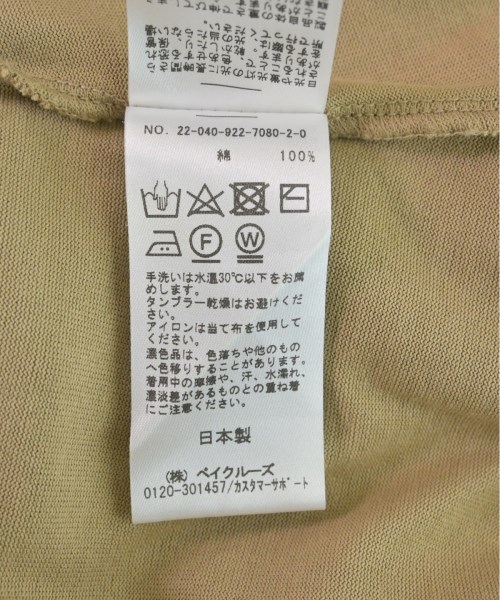 NO. 22-040-922-7080-2-0
綿 100%
F W
手洗いは水温30℃以下をお薦
めします。
タンブラー乾燥はお避けくださ
い。
アイロンは当て布を使用して
ください。
濃色品は、色落ちや他のもの
へ色移りすることがあります。
着用中の摩擦や、汗、水濡れ、
濃淡差があるものとの重ね着
にご注意ください。
日本製
(株) ベイクルーズ
0120-301457/カスタマーサポート